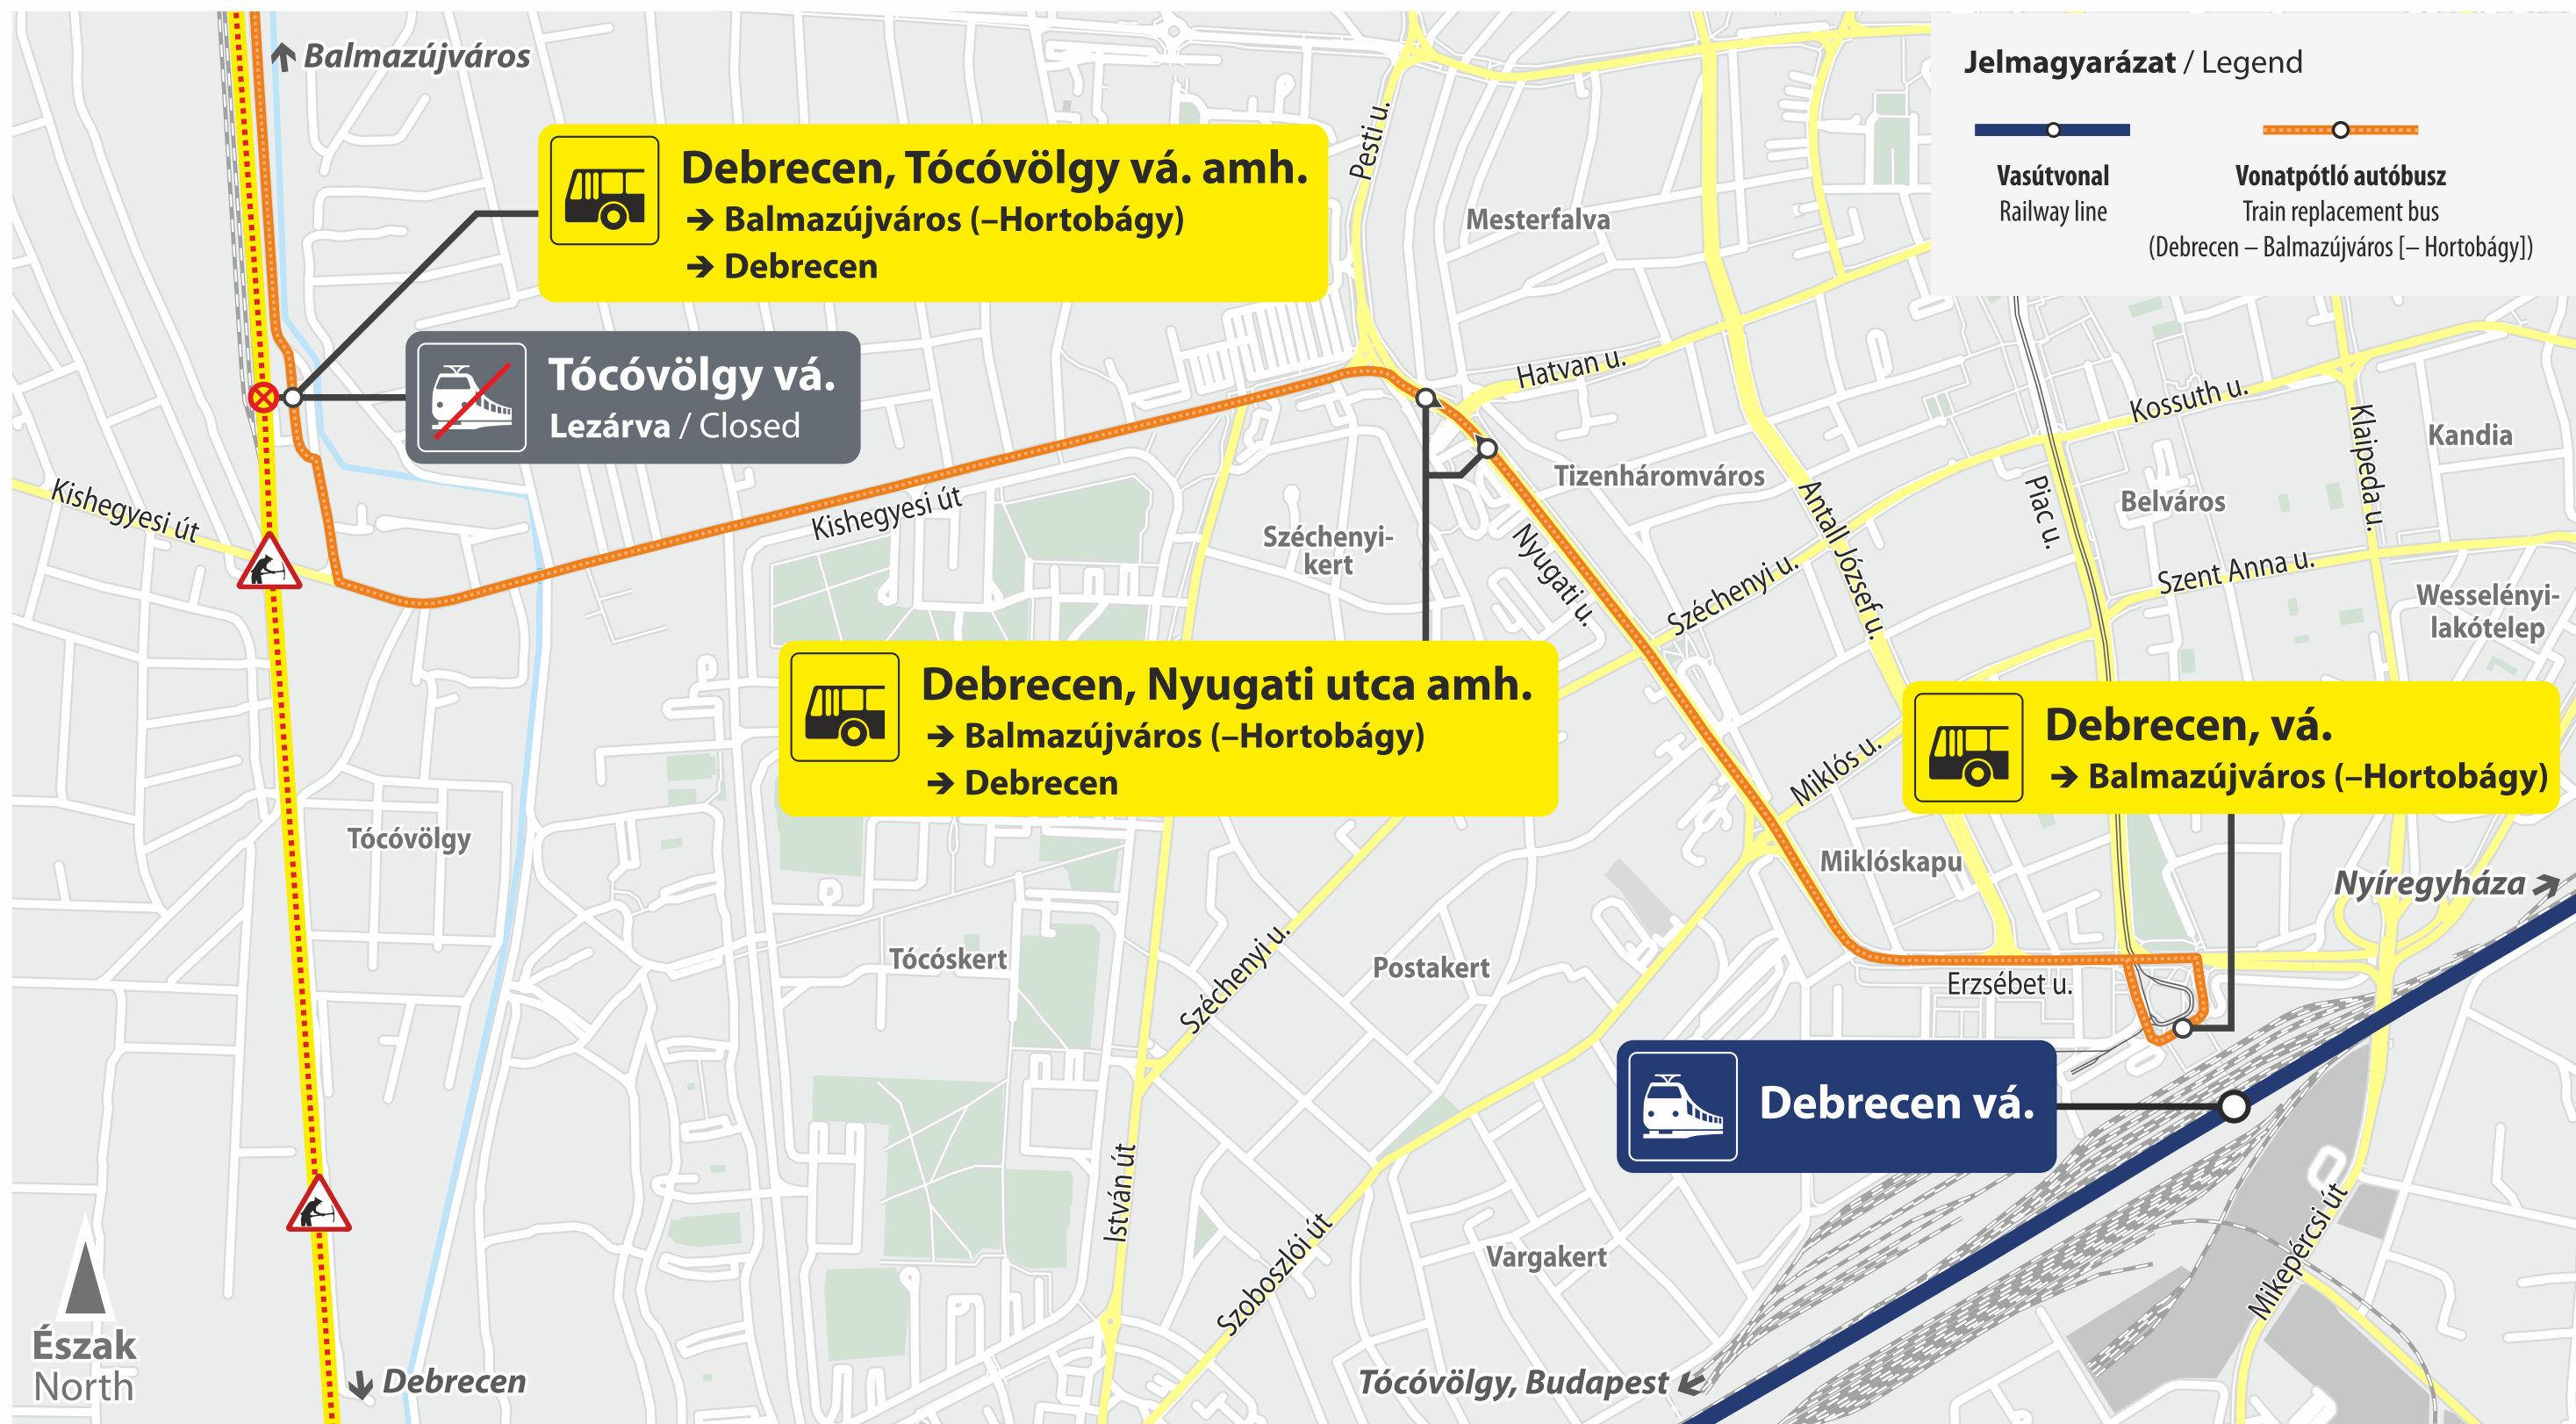 Balmazújváros
Jelmagyarázat / Legend
Vasútvonal
Railway line
Vonatpótló autóbusz
Train replacement bus
(Debrecen – Balmazújváros [– Hortobágy])
Debrecen, Tócóvölgy vá. amh.
→ Balmazújváros (–Hortobágy)
→ Debrecen
Pesti u.
Mesterfalva
Tócóvölgy vá.
Lezárva / Closed
Hatvan u.
Kossuth u.
Klaipeda u.
Kandia
Kishegyesi út
Kishegyesi út
Tizenháromváros
Antall József u.
Piac u.
Belváros
Széchenyi-
kert
Nyugati u.
Széchenyi u.
Szent Anna u.
Wesselényi-
lakótelep
Debrecen, Nyugati utca amh.
→ Balmazújváros (–Hortobágy)
→ Debrecen
Debrecen, vá.
→ Balmazújváros (–Hortobágy)
Miklós u.
Tócóvölgy
Miklóskapu
Nyíregyháza
Tócóskert
Széchenyi u.
Postakert
Erzsébet u.
Debrecen vá.
István út
Szoboszlói út
Vargakert
Mikepércsi út
Észak
North
Debrecen
Tócóvölgy, Budapest